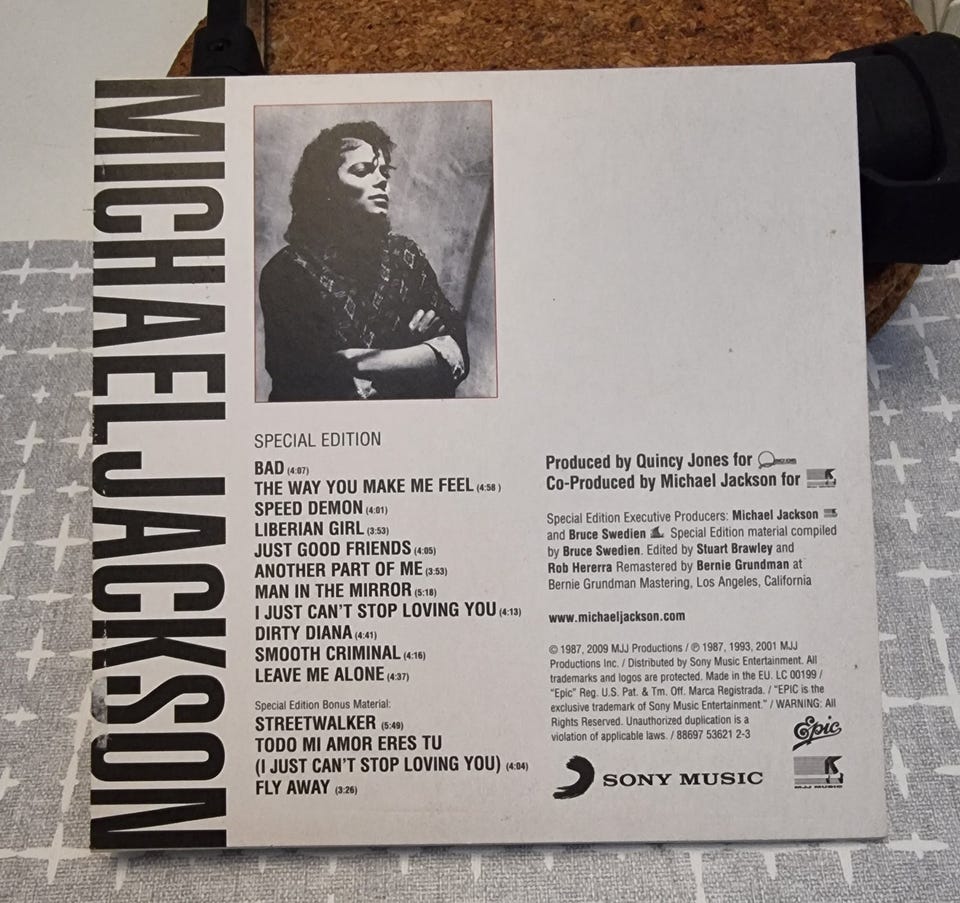 MICHAEL JACKSON
SPECIAL EDITION
BAD (4:07)
THE WAY YOU MAKE ME FEEL (4:58 )
SPEED DEMON (4:01)
LIBERIAN GIRL (3:53)
JUST GOOD FRIENDS (4:05)
ANOTHER PART OF ME (3:53)
MAN IN THE MIRROR (5:18)
I JUST CAN'T STOP LOVING YOU (4:13)
DIRTY DIANA (4:41)
SMOOTH CRIMINAL (4:16)
LEAVE ME ALONE (4:37)
Special Edition Bonus Material:
STREETWALKER (5:49)
TODO MI AMOR ERES TU
(I JUST CAN'T STOP LOVING YOU) (4:04)
FLY AWAY (3:26)
Produced by Quincy Jones for
Co-Produced by Michael Jackson for
Special Edition Executive Producers: Michael Jackson
and Bruce Swedien Special Edition material compiled
by Bruce Swedien. Edited by Stuart Brawley and
Rob Hererra Remastered by Bernie Grundman at
Bernie Grundman Mastering, Los Angeles, California
www.michaeljackson.com
© 1987, 2009 MJJ Productions / ℗ 1987, 1993, 2001 MJJ
Productions Inc. / Distributed by Sony Music Entertainment. All
trademarks and logos are protected. Made in the EU. LC 00199 /
"Epic" Reg. U.S. Pat. & Tm. Off. Marca Registrada. / "EPIC is the
exclusive trademark of Sony Music Entertainment." / WARNING: All
Rights Reserved. Unauthorized duplication is a
violation of applicable laws. / 88697 53621 2-3
Epic
SONY MUSIC
MJJ MUSIC